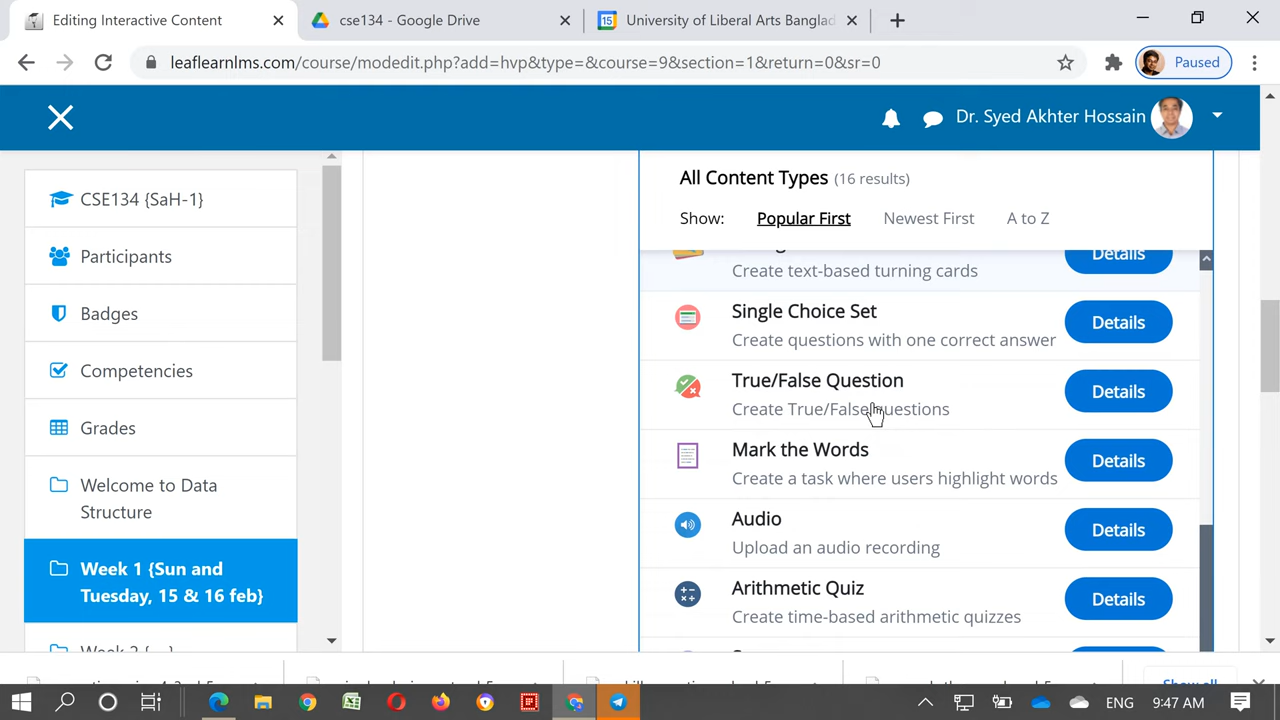 Editing Interactive Content
cse134 - Google Drive
15
University of Liberal Arts Banglad
leaflearnlms.com/course/modedit.php?add=hvp&type=&course=9&section=1&return=0&sr=0
Paused
Dr. Syed Akhter Hossain
CSE134 {SaH-1}
Participants
Badges
Competencies
Grades
Welcome to Data
Structure
Week 1 {Sun and
Tuesday, 15 & 16 feb}
All Content Types (16 results)
Show: Popular First Newest First A to Z
Create text-based turning cards
Details
Single Choice Set
Create questions with one correct answer
Details
True/False Question
Create True/False questions
Details
Mark the Words
Create a task where users highlight words
Details
Audio
Upload an audio recording
Details
Arithmetic Quiz
Create time-based arithmetic quizzes
Details
Show all
ENG
9:47 AM